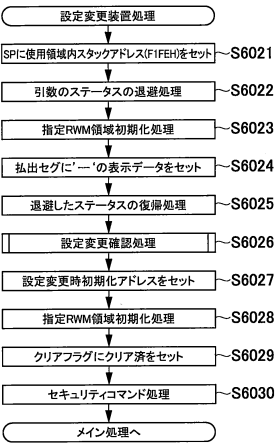 設定変更装置処理
SPに使用領域内スタックアドレス(F1FEH)をセット
S6021
引数のステータスの退避処理
S6022
指定RWM領域初期化処理
S6023
払出セグに’ー‘の表示データをセット
S6024
退避したステータスの復帰処理
S6025
設定変更確認処理
S6026
設定変更時初期化アドレスをセット
S6027
指定RWM領域初期化処理
S6028
クリアフラグにクリア済をセット
S6029
セキュリティコマンド処理
S6030
メイン処理へ